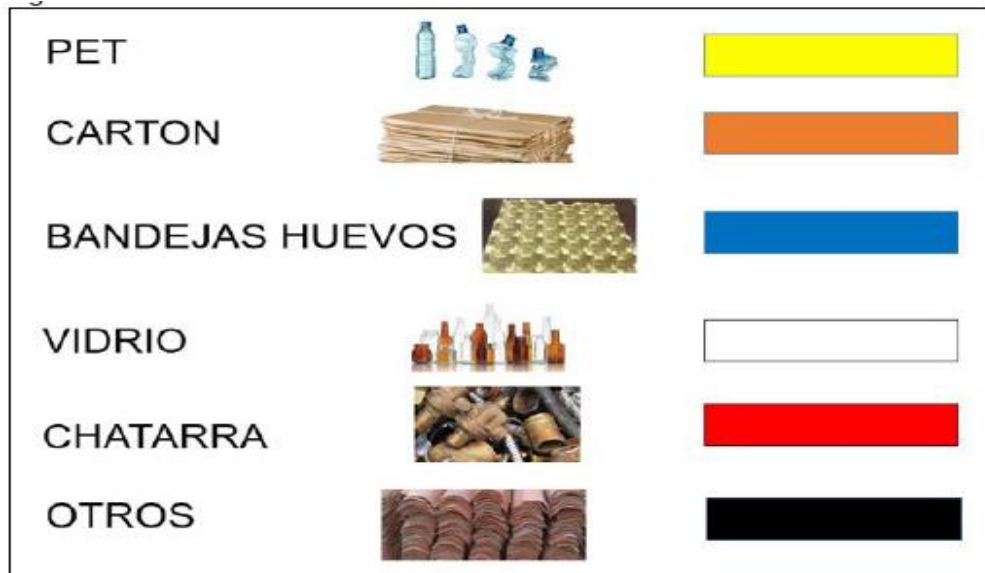 PET
CARTON
BANDEJAS HUEVOS
VIDRIO
CHATARRA
OTROS